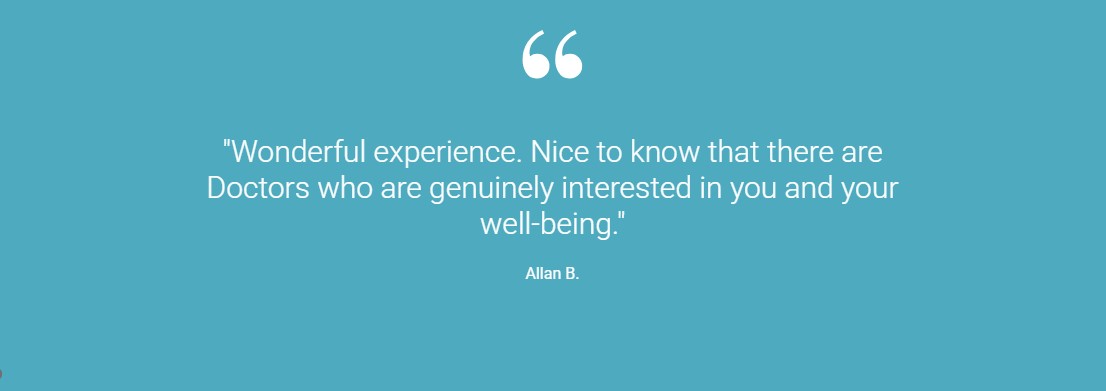 "Wonderful experience. Nice to know that there are
Doctors who are genuinely interested in you and your
well-being."
Allan B.